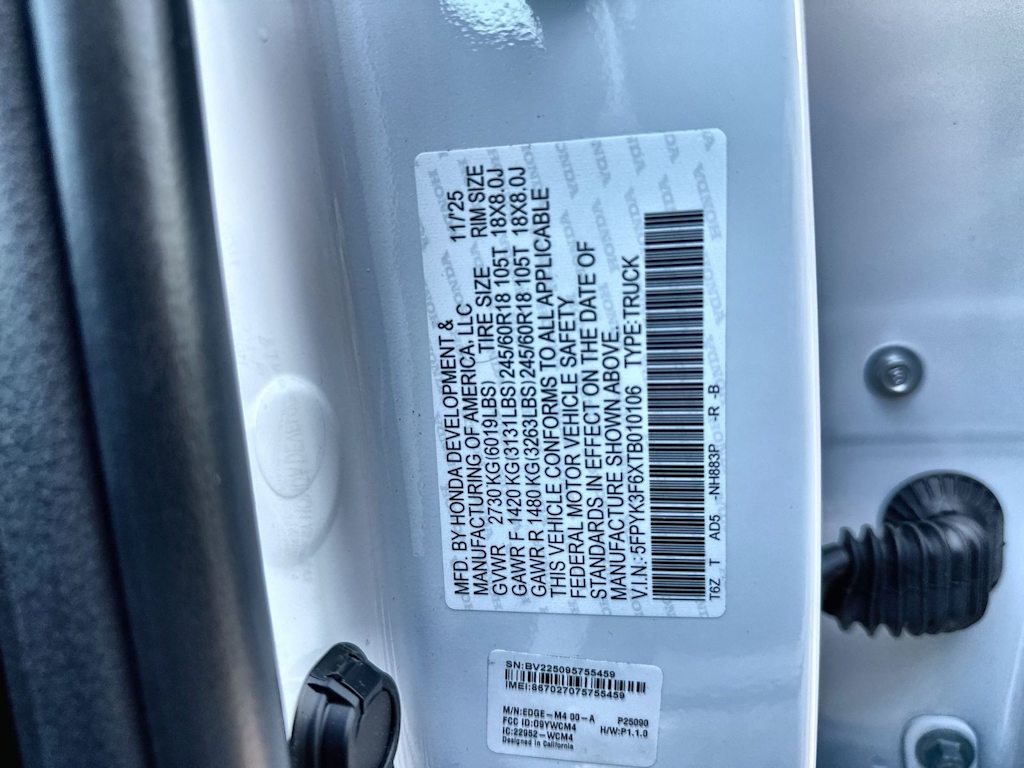 MFD. BY HONDA DEVELOPMENT &
MANUFACTURING OF AMERICA, LLC 11/'25
GVWR 2730 KG(6019LBS) TIRE SIZE RIM SIZE
GAWR F 1420 KG(3131LBS)245/60R18 105T 18X8.0J
GAWR R 1480 KG(3263LBS)245/60R18 105T 18X8.0J
THIS VEHICLE CONFORMS TO ALL APPLICABLE
FEDERAL MOTOR VEHICLE SAFETY
STANDARDS IN EFFECT ON THE DATE OF
MANUFACTURE SHOWN ABOVE.
V.I.N.:5FPYK3F6XTB010106 TYPE:TRUCK
T6Z T AD5 -NH883P -R -B
SN:BV225095755459
IMEI:867027075755459
M/N:EDGE-M4 00-A P25090
FCC ID:O9YWCM4 H/W:P1.1.0
IC:22952-WCM4
Designed in California